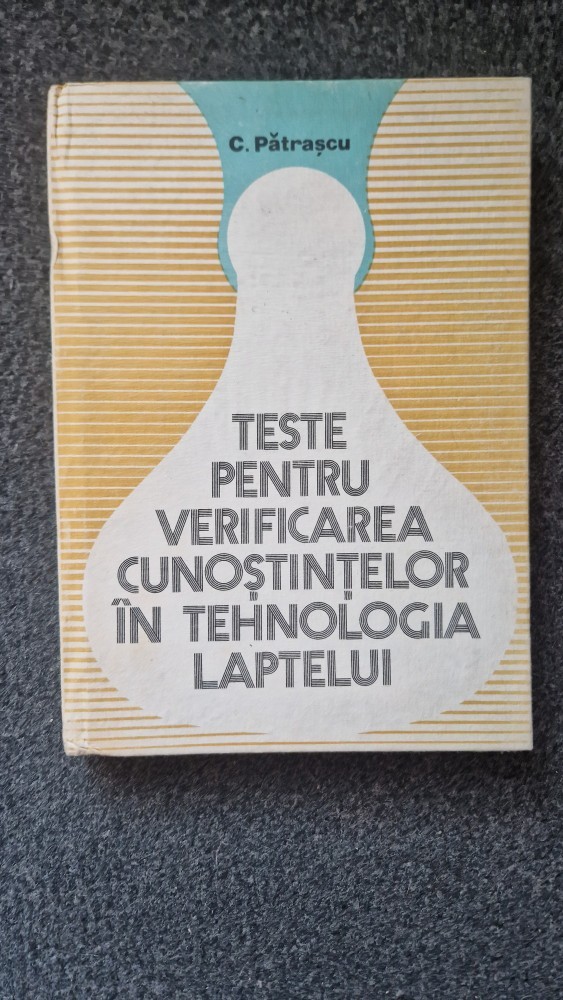 C. Pătrașcu
TESTE
PENTRU
VERIFICAREA
CUNOȘTINȚELOR
ÎN TEHNOLOGIA
LAPTELUI